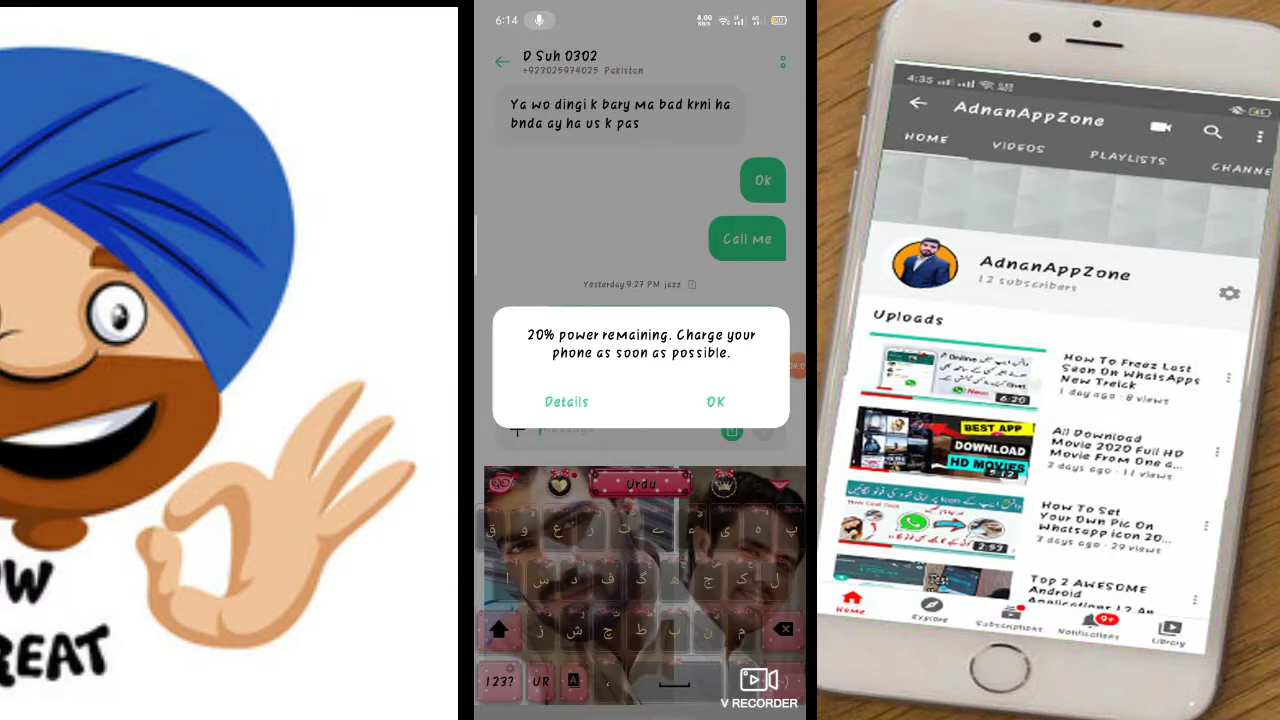 OW
REAT
6:14
4.00
KB/S
D Suh 0302
+923025974025 Pakistan
Ya wo dingi k bary ma bad krni ha
bnda ay ha us k pas
Ok
Call Me
Yesterday 9:27 PM jazz
20% power remaining. Charge your
phone as soon as possible.
Details
OK
Urdu
ق و ع ت ے ء ی ہ پ
ا س د ف گ ھ ج ک ل
ز ش چ ط ب ن م
123?
UR
A
V RECORDER
4:35
AdnanAppZone
HOME
VIDEOS
PLAYLISTS
CHANNE
AdnanAppZone
12 subscribers
Uploads
How To Freez Last
Seen On WhatsApps
New Treick
1 day ago · 8 views
6:20
All Download
Movie 2020 Full HD
Movie From One a...
2 days ago · 11 views
BEST APP
DOWNLOAD
HD MOVIES
How To Set
Your Own Pic On
Whatsapp icon 20...
3 days ago · 29 views
2:53
Top 2 AWESOME
Android
Test
Home
Explore
Subscriptions
Notifications
9+
Library